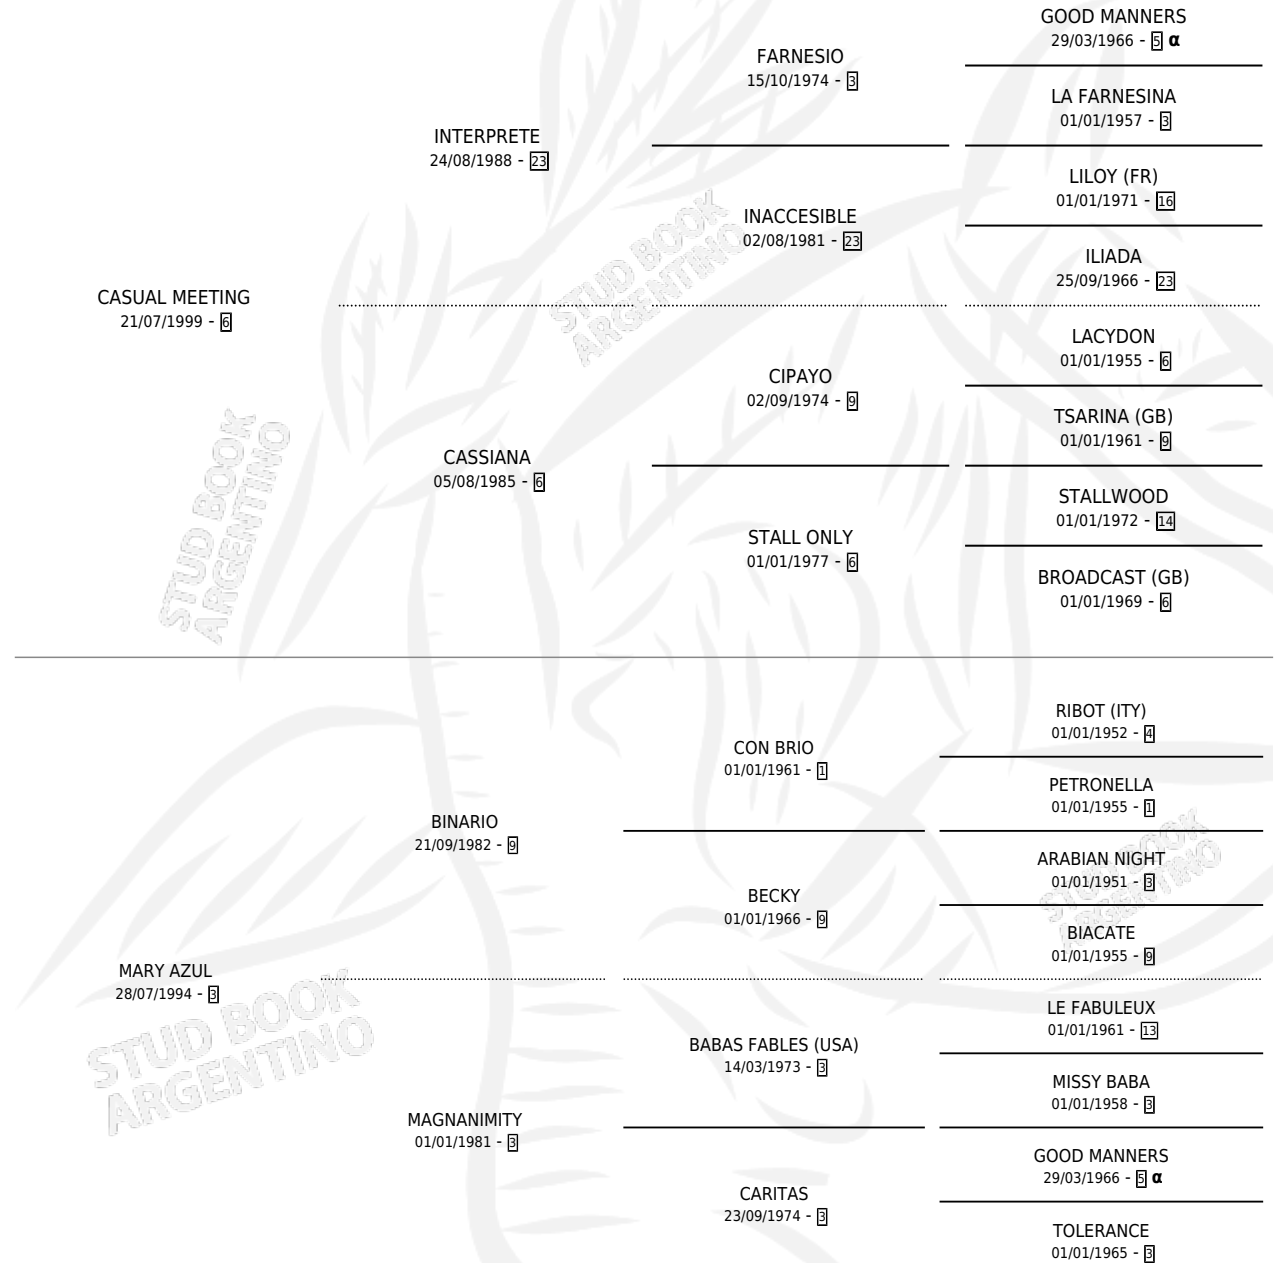 GOOD MANNERS
29/03/1966 - 5 α
FARNESIO
15/10/1974 - 3
LA FARNESINA
01/01/1957 - 3
INTERPRETE
24/08/1988 - 23
LILOY (FR)
01/01/1971 - 16
INACCESIBLE
02/08/1981 - 23
ILIADA
25/09/1966 - 23
CASUAL MEETING
21/07/1999 - 6
LACYDON
01/01/1955 - 6
CIPAYO
02/09/1974 - 9
TSARINA (GB)
01/01/1961 - 9
CASSIANA
05/08/1985 - 6
STALLWOOD
01/01/1972 - 14
STALL ONLY
01/01/1977 - 6
BROADCAST (GB)
01/01/1969 - 6
RIBOT (ITY)
01/01/1952 - 4
CON BRIO
01/01/1961 - 1
PETRONELLA
01/01/1955 - 1
BINARIO
21/09/1982 - 9
ARABIAN NIGHT
01/01/1951 - 3
BECKY
01/01/1966 - 9
BIACATE
01/01/1955 - 9
MARY AZUL
28/07/1994 - 3
LE FABULEUX
01/01/1961 - 13
BABAS FABLES (USA)
14/03/1973 - 3
MISSY BABA
01/01/1958 - 3
MAGNANIMITY
01/01/1981 - 3
GOOD MANNERS
29/03/1966 - 5 α
CARITAS
23/09/1974 - 3
TOLERANCE
01/01/1965 - 3
STUD BOOK
ARGENTINO
STUD BOOK
ARGENTINO
STUD BOOK
ARGENTINO
STUD BOOK
ARGENTINO